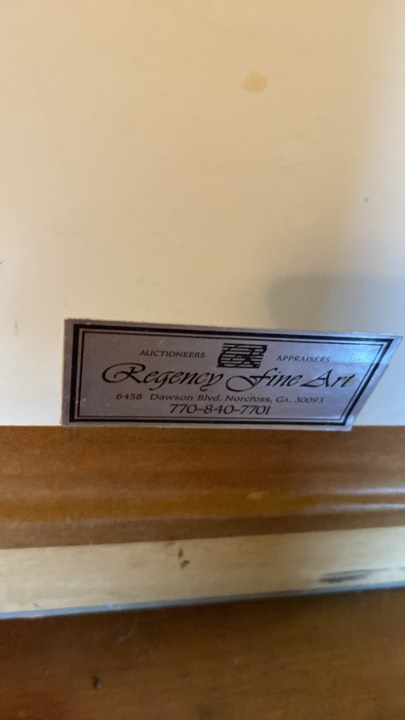 AUCTIONEERS APPRAISERS
Regency Fine Art
6458 Dawson Blvd. Norcross, GA. 30093
770-840-7701